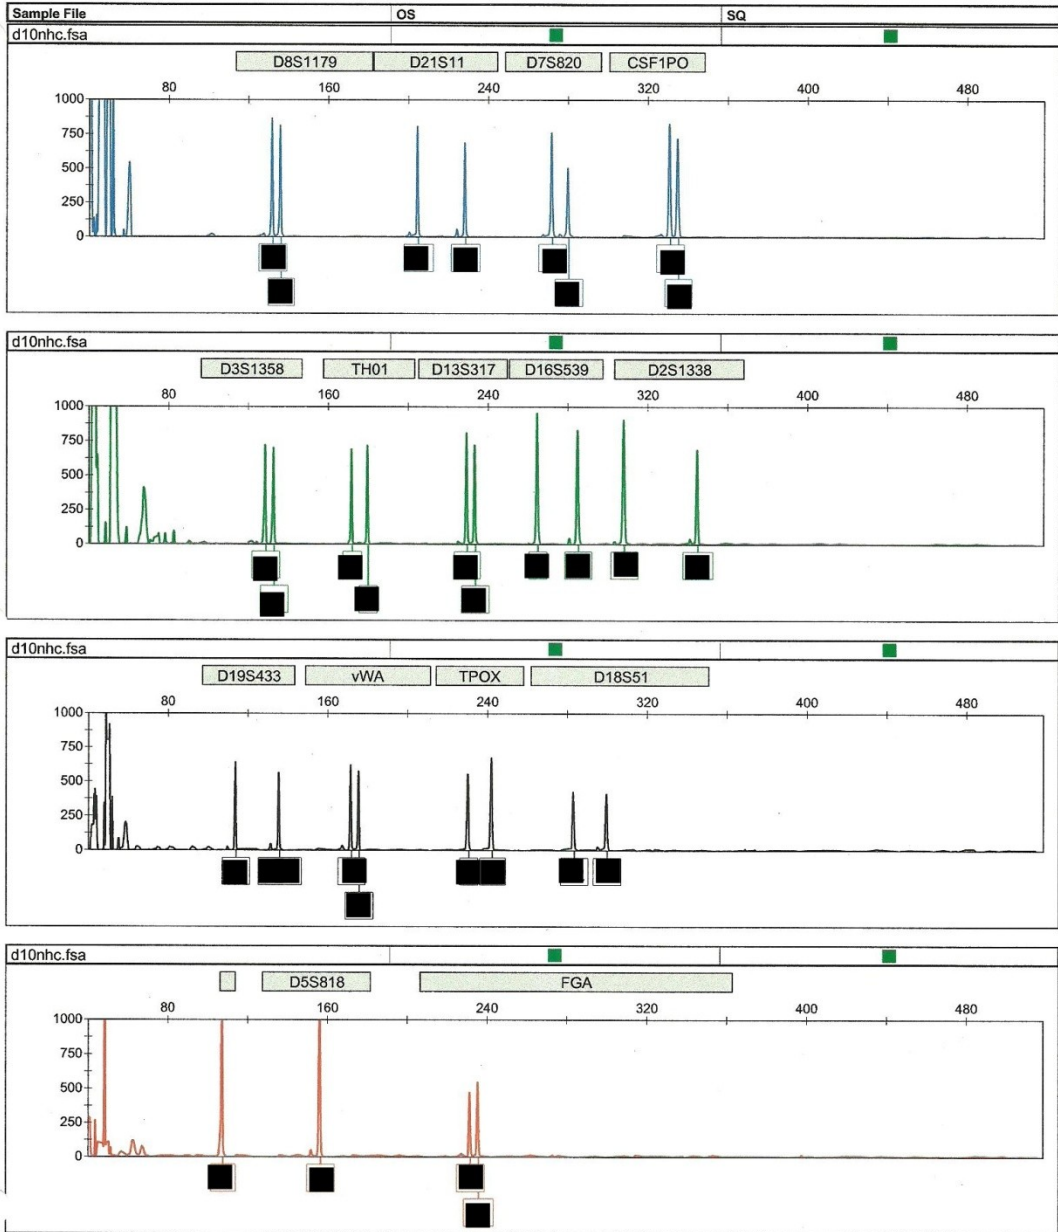 Sample File OS SQ
d10nhc.fsa
D8S1179 D21S11 D7S820 CSF1PO
80 160 240 320 400 480
1000
750
500
250
0
d10nhc.fsa
D3S1358 TH01 D13S317 D16S539 D2S1338
80 160 240 320 400 480
1000
750
500
250
0
d10nhc.fsa
D19S433 vWA TPOX D18S51
80 160 240 320 400 480
1000
750
500
250
0
d10nhc.fsa
D5S818 FGA
80 160 240 320 400 480
1000
750
500
250
0